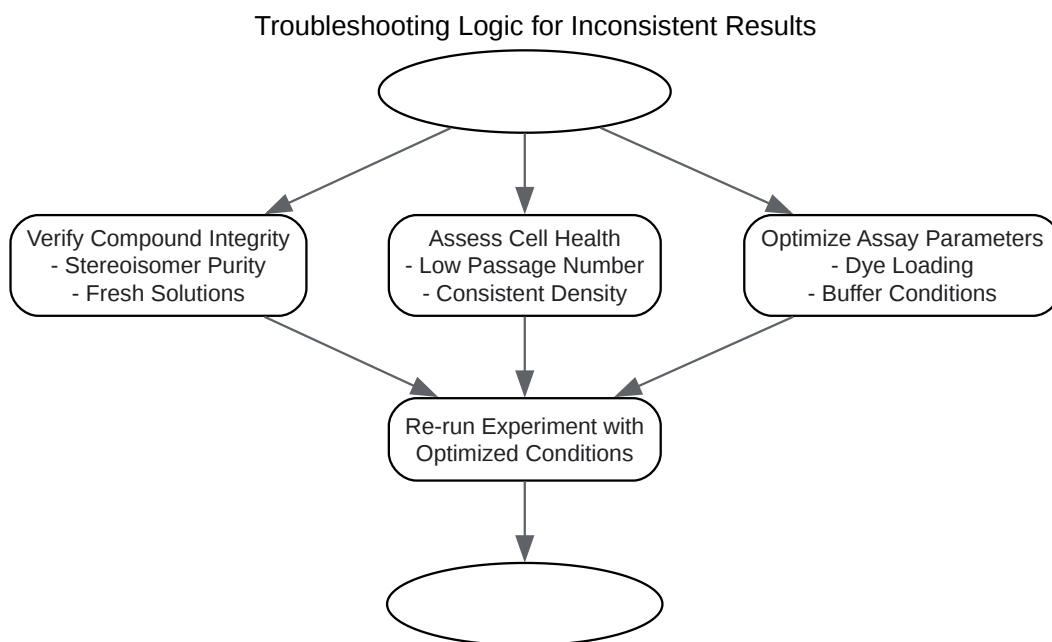 Troubleshooting Logic for Inconsistent Results
Verify Compound Integrity
- Stereoisomer Purity
- Fresh Solutions
Assess Cell Health
- Low Passage Number
- Consistent Density
Optimize Assay Parameters
- Dye Loading
- Buffer Conditions
Re-run Experiment with
Optimized Conditions